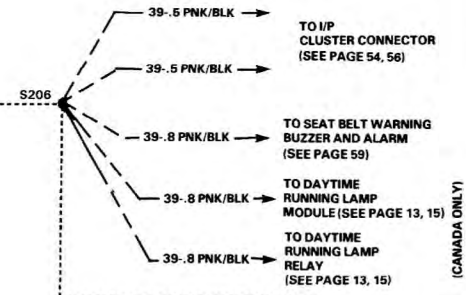 39-.5 PNK/BLK
TO I/P
CLUSTER CONNECTOR
(SEE PAGE 54, 56)
39-.5 PNK/BLK
S206
39-.8 PNK/BLK
TO SEAT BELT WARNING
BUZZER AND ALARM
(SEE PAGE 59)
39-.8 PNK/BLK
TO DAYTIME
RUNNING LAMP
MODULE (SEE PAGE 13, 15)
39-.8 PNK/BLK
TO DAYTIME
RUNNING LAMP
RELAY
(SEE PAGE 13, 15)
(CANADA ONLY)